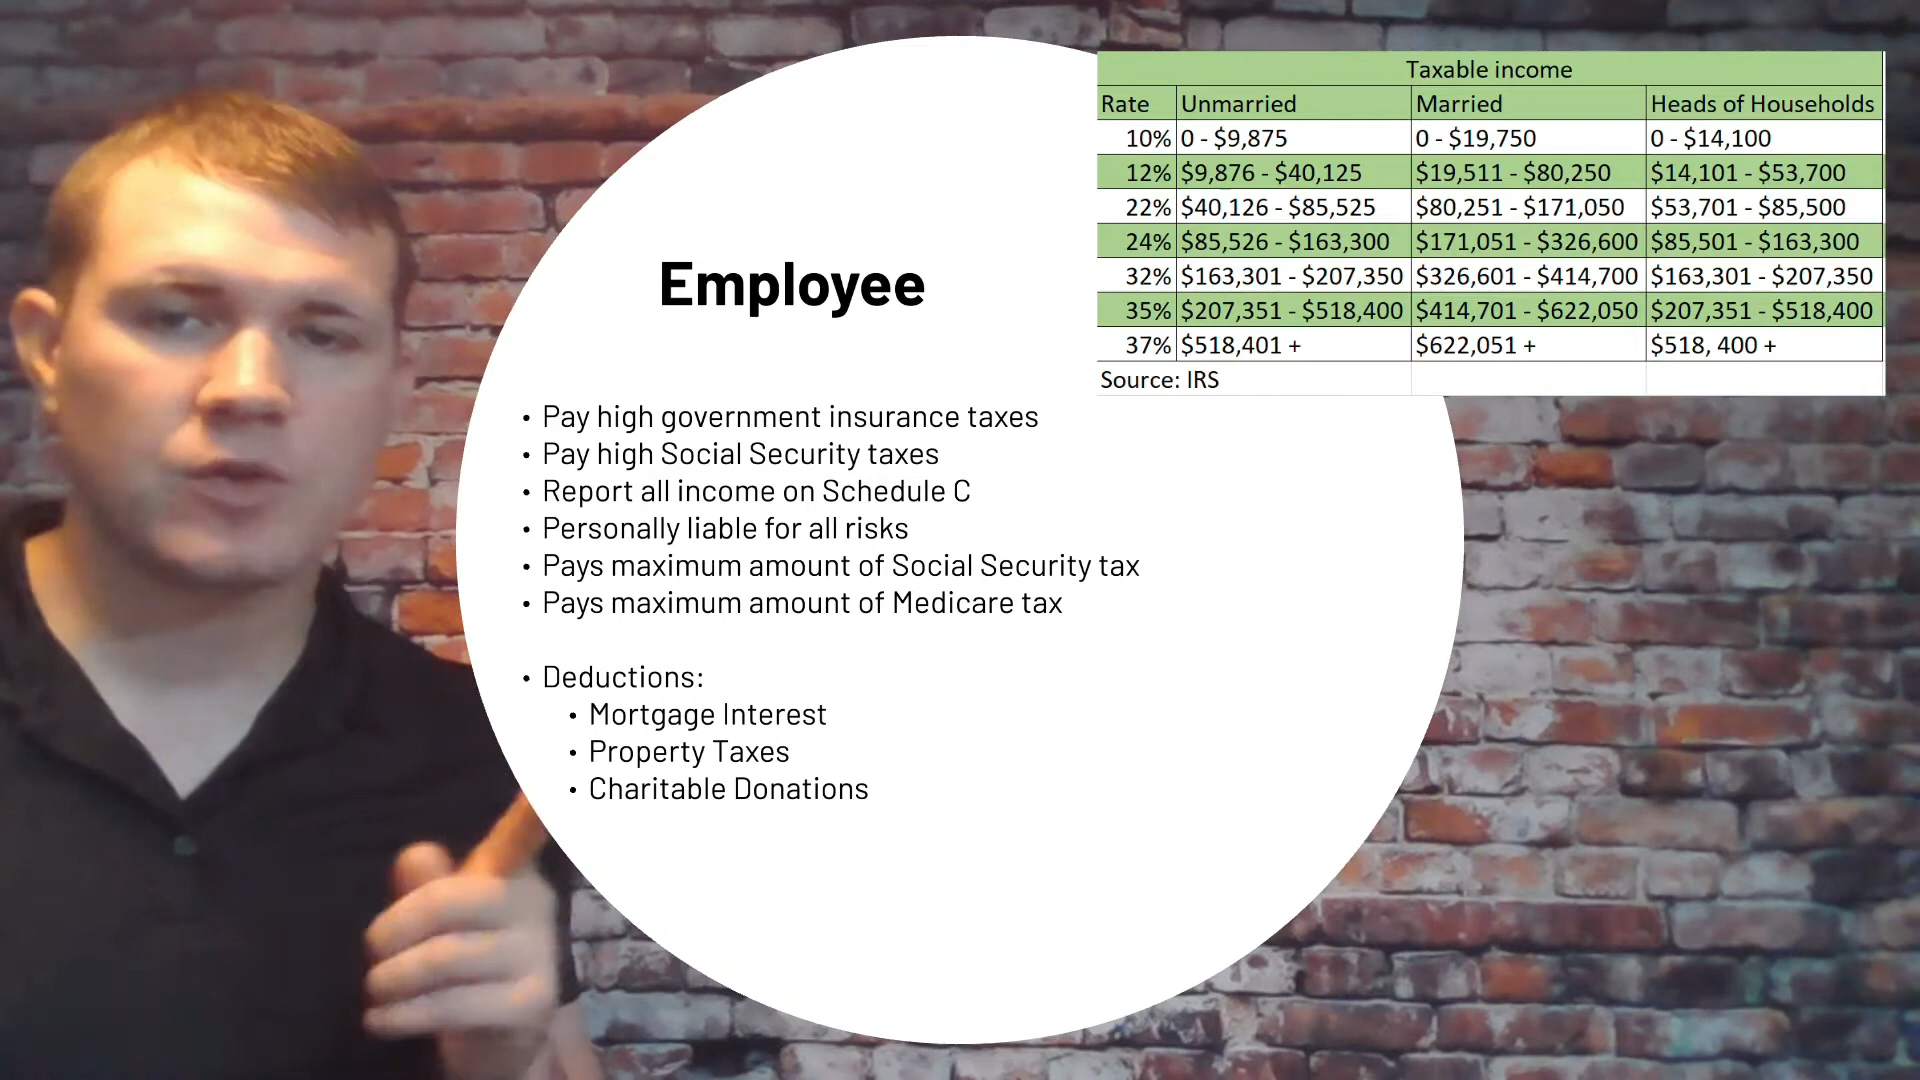 Taxable income
Rate Unmarried Married Heads of Households
10% 0 - $9,875 0 - $19,750 0 - $14,100
12% $9,876 - $40,125 $19,511 - $80,250 $14,101 - $53,700
22% $40,126 - $85,525 $80,251 - $171,050 $53,701 - $85,500
24% $85,526 - $163,300 $171,051 - $326,600 $85,501 - $163,300
32% $163,301 - $207,350 $326,601 - $414,700 $163,301 - $207,350
35% $207,351 - $518,400 $414,701 - $622,050 $207,351 - $518,400
37% $518,401 + $622,051 + $518, 400 +
Source: IRS
Employee
• Pay high government insurance taxes
• Pay high Social Security taxes
• Report all income on Schedule C
• Personally liable for all risks
• Pays maximum amount of Social Security tax
• Pays maximum amount of Medicare tax
• Deductions:
• Mortgage Interest
• Property Taxes
• Charitable Donations